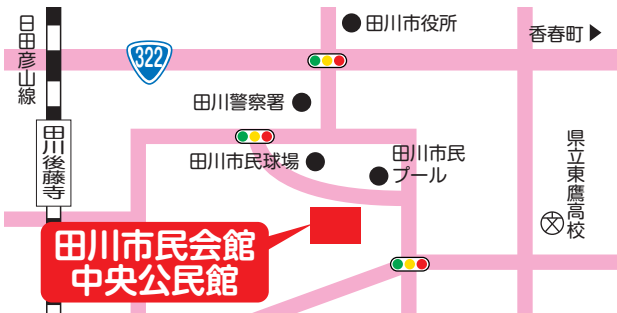 日田彦山線
322
田川市役所
香春町▶
田川警察署
田川後藤寺
田川市民球場
田川市民
プール
県立東鷹高校
文
田川市民会館
中央公民館